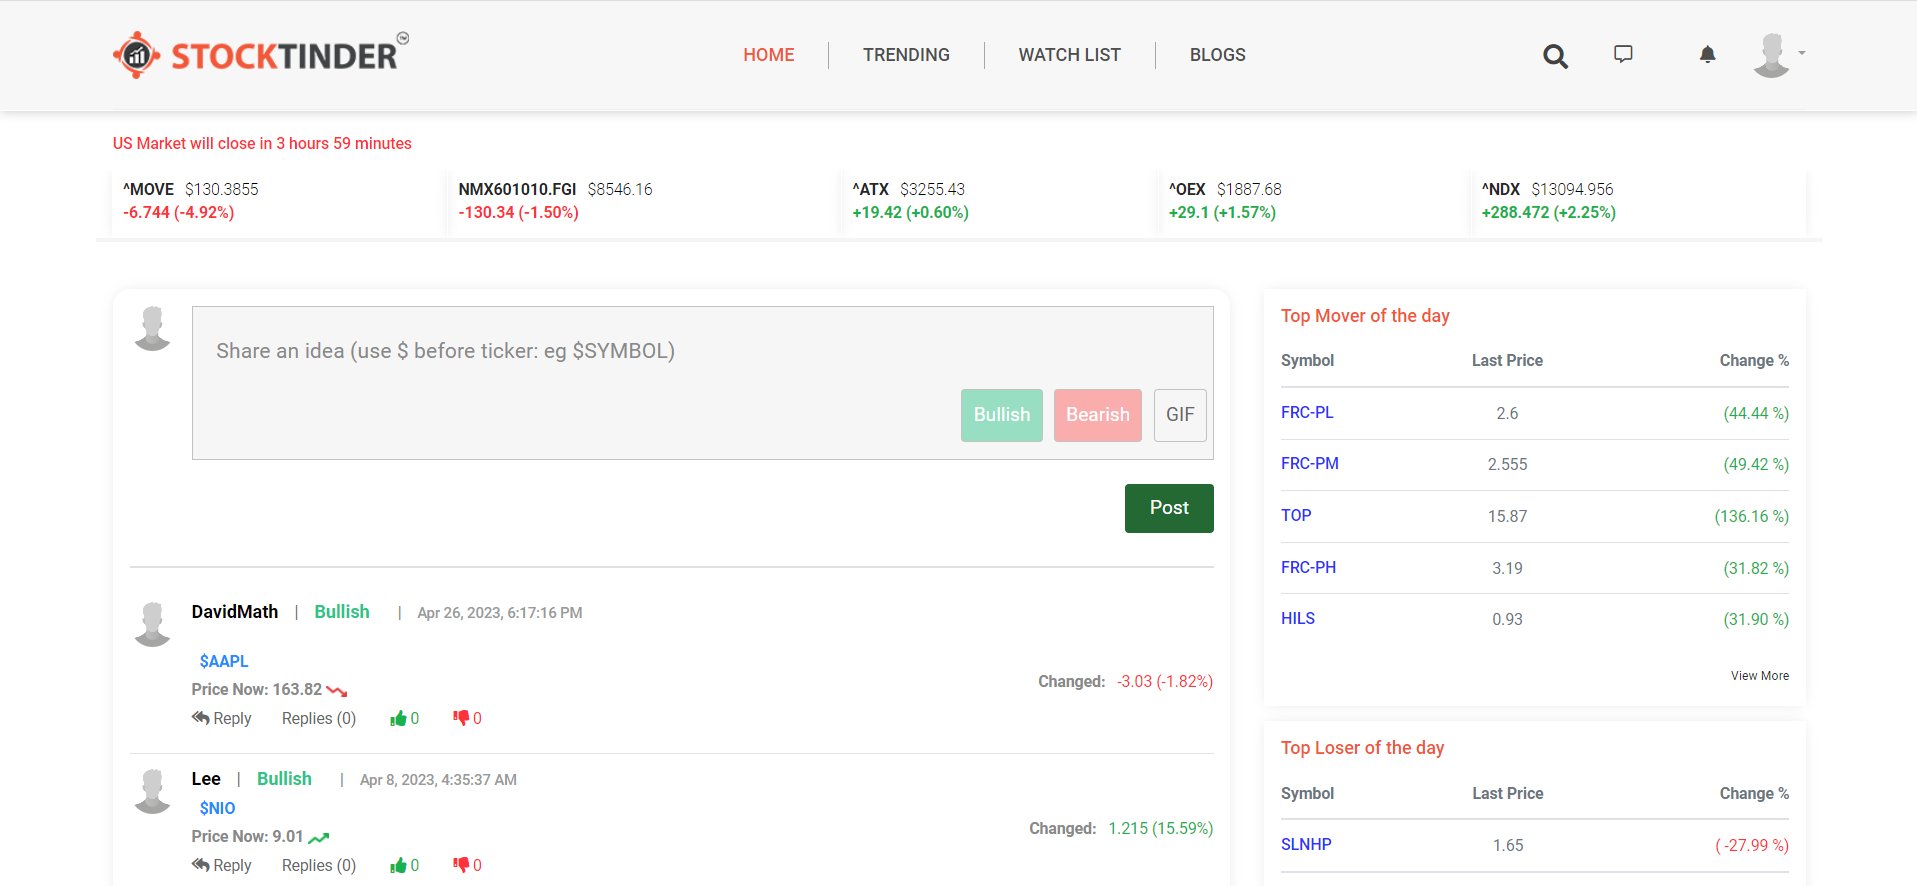 STOCKTINDER TM
HOME TRENDING WATCH LIST BLOGS
US Market will close in 3 hours 59 minutes
^MOVE $130.3855
-6.744 (-4.92%)
NMX601010.FGI $8546.16
-130.34 (-1.50%)
^ATX $3255.43
+19.42 (+0.60%)
^OEX $1887.68
+29.1 (+1.57%)
^NDX $13094.956
+288.472 (+2.25%)
Share an idea (use $ before ticker: eg $SYMBOL)
Bullish Bearish GIF
Post
DavidMath | Bullish | Apr 26, 2023, 6:17:16 PM
$AAPL
Price Now: 163.82
Changed: -3.03 (-1.82%)
Reply Replies (0) 0 0
Lee | Bullish | Apr 8, 2023, 4:35:37 AM
$NIO
Price Now: 9.01
Changed: 1.215 (15.59%)
Reply Replies (0) 0 0
Top Mover of the day
Symbol Last Price Change %
FRC-PL 2.6 (44.44 %)
FRC-PM 2.555 (49.42 %)
TOP 15.87 (136.16 %)
FRC-PH 3.19 (31.82 %)
HILS 0.93 (31.90 %)
View More
Top Loser of the day
Symbol Last Price Change %
SLNHP 1.65 ( -27.99 %)